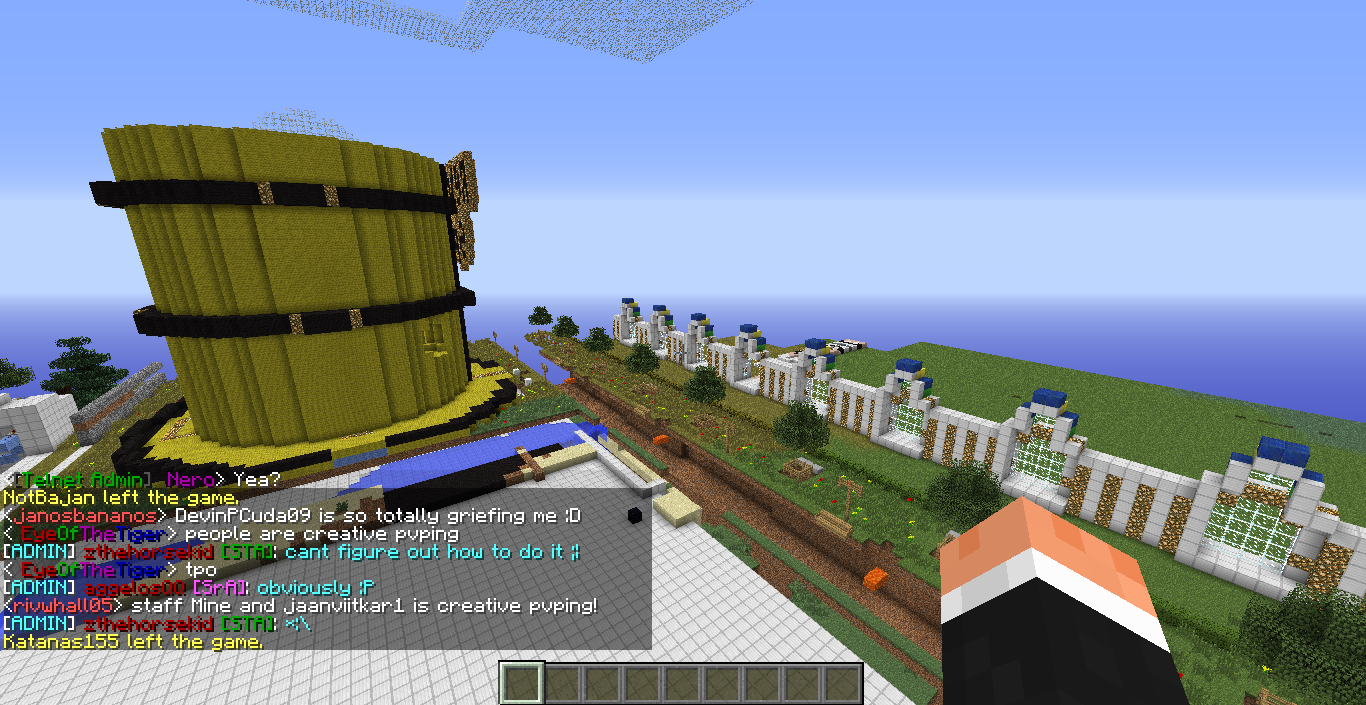 <[Telnet Admin] Nero> Yea?
NotBajan left the game.
<janosbananos> DevinPCuda09 is so totally griefing me :D
< EyeOfTheTiger> people are creative pvping
[ADMIN] zthehorsekid [STA]: cant figure out how to do it ;!
< EyeOfTheTiger> tpo
[ADMIN] aggelos00 [SrA]: obviously :P
<rivwhall05> staff Mine and jaanviitkar1 is creative pvping!
[ADMIN] zthehorsekid [STA]: ×;'\
Katanas155 left the game.